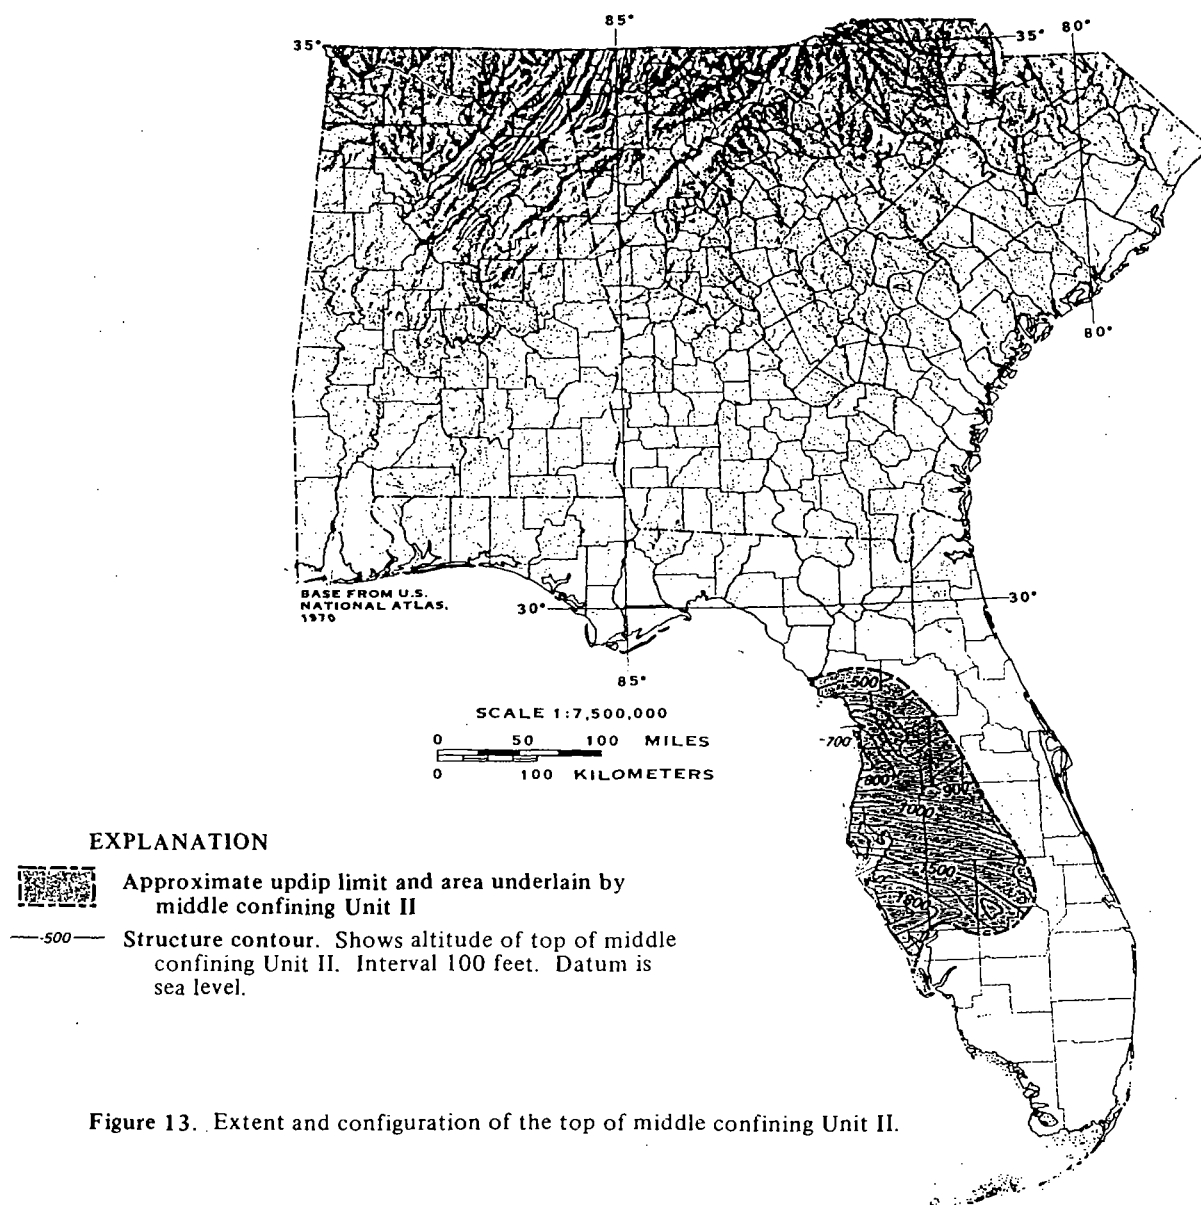 85°
35°
35° 80°
80°
BASE FROM U.S.
NATIONAL ATLAS,
1970
30°
30°
85°
-500
-700
800
900
1000
1500
1800
SCALE 1:7,500,000
0 50 100 MILES
0 100 KILOMETERS
EXPLANATION
Approximate updip limit and area underlain by
middle confining Unit II
-500 Structure contour. Shows altitude of top of middle
confining Unit II. Interval 100 feet. Datum is
sea level.
Figure 13. Extent and configuration of the top of middle confining Unit II.